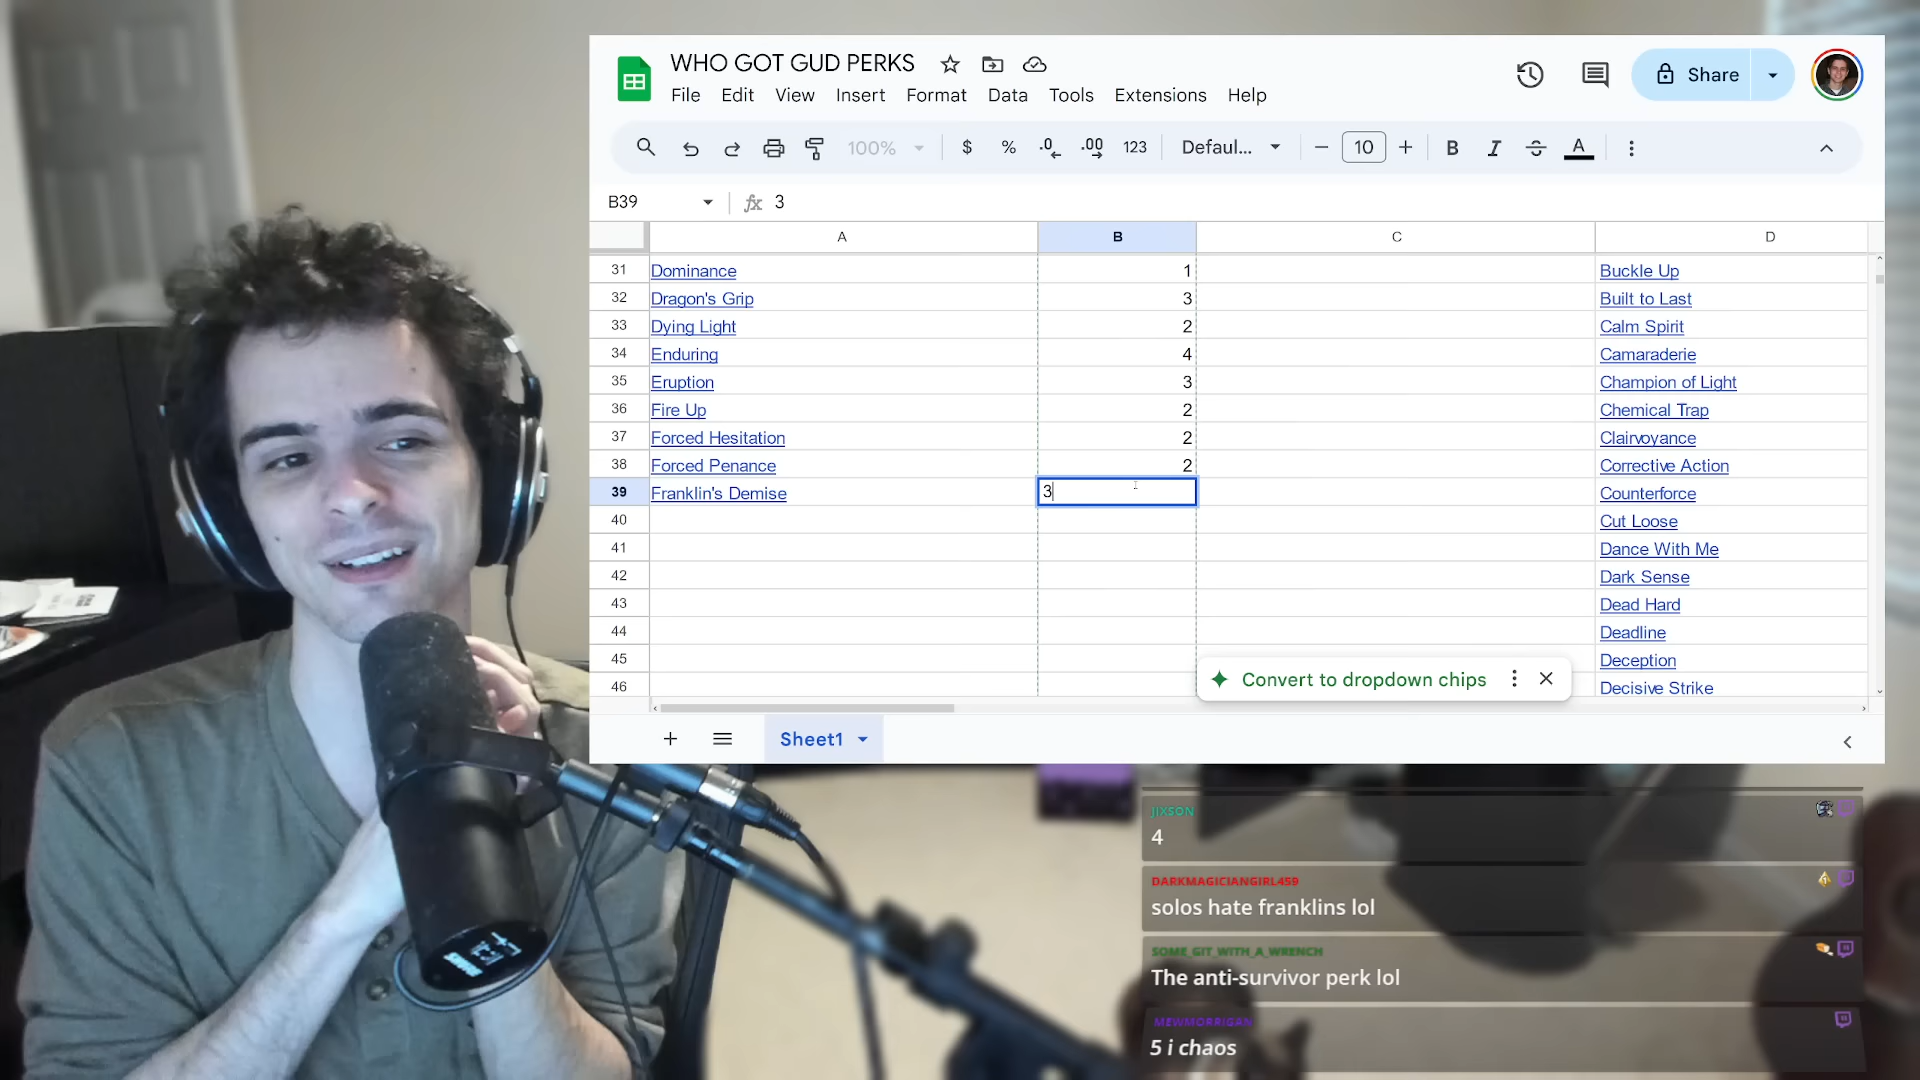 WHO GOT GUD PERKS
File Edit View Insert Format Data Tools Extensions Help
Share
100% $ % .0 .00 123 Defaul... 10 B I A
B39 fx 3
A B C D
31 Dominance 1 Buckle Up
32 Dragon's Grip 3 Built to Last
33 Dying Light 2 Calm Spirit
34 Enduring 4 Camaraderie
35 Eruption 3 Champion of Light
36 Fire Up 2 Chemical Trap
37 Forced Hesitation 2 Clairvoyance
38 Forced Penance 2 Corrective Action
39 Franklin's Demise 3 Counterforce
40 Cut Loose
41 Dance With Me
42 Dark Sense
43 Dead Hard
44 Deadline
45 Deception
46 Decisive Strike
Convert to dropdown chips
Sheet1
JIXSON
4
DARKMAGICIANGIRL459
solos hate franklins lol
SOME_GIT_WITH_A_WRENCH
The anti-survivor perk lol
MEWMORRIGAN
5 i chaos